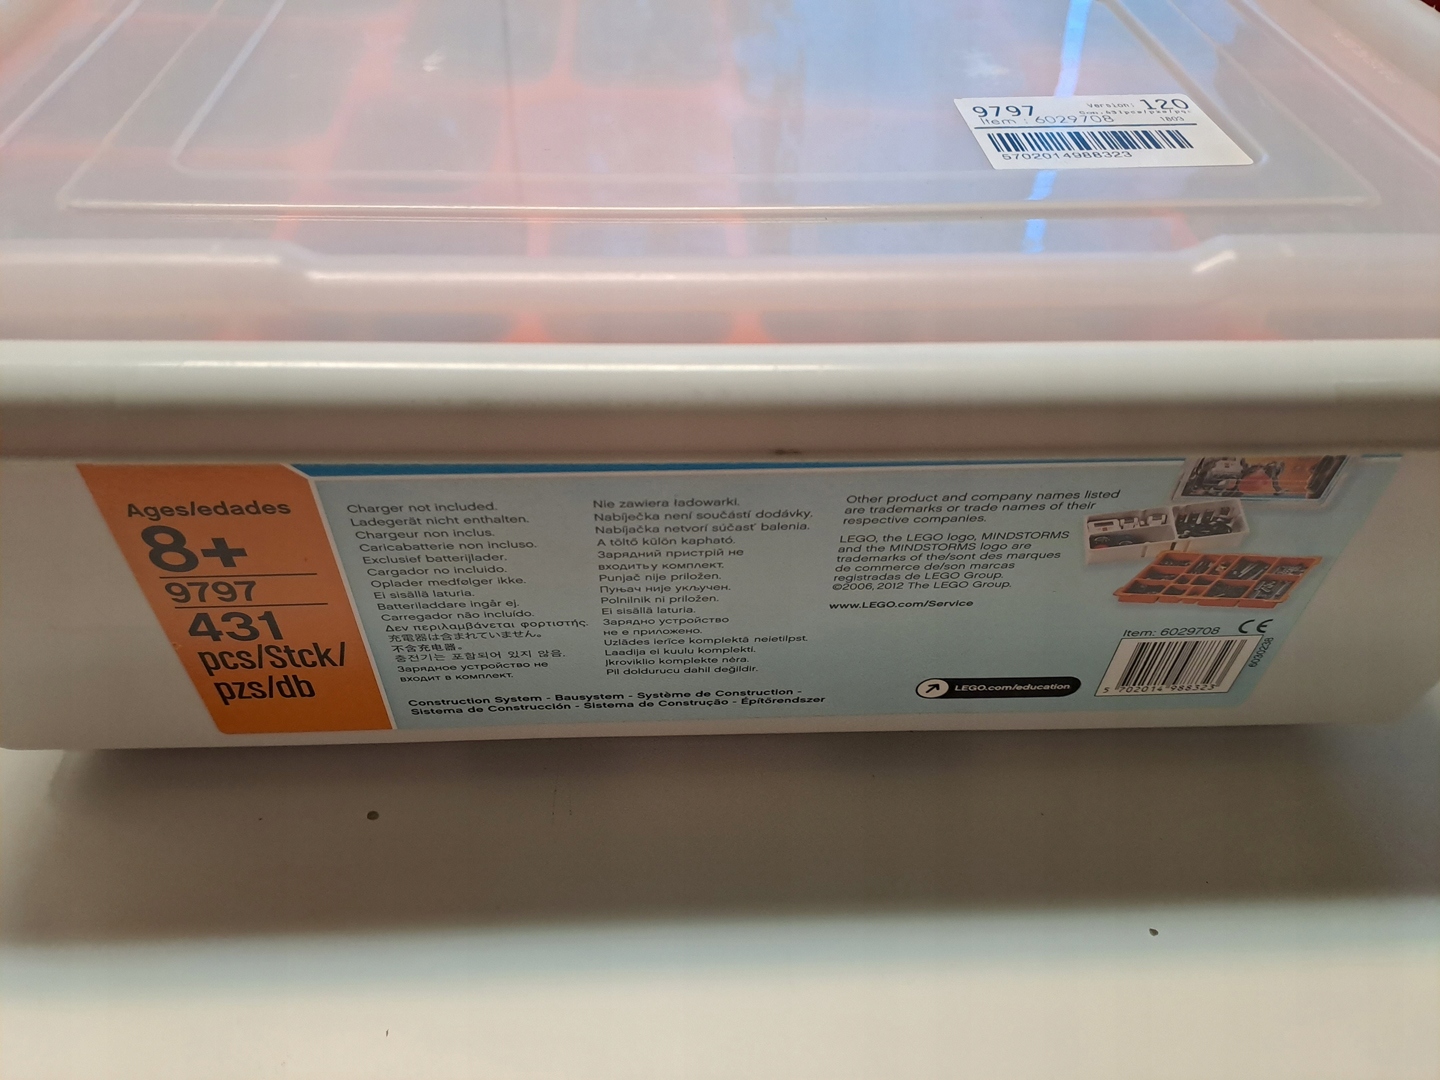 9797 Version: 120
Item : 6029708 1803
5702014988323
Ages/edades
8+
9797
431
pcs/Stck/
pzs/db
Charger not included.
Ladegerät nicht enthalten.
Chargeur non inclus.
Caricabatterie non incluso.
Exclusief batterijlader.
Cargador no incluido.
Oplader medfølger ikke.
Ei sisällä laturia.
Batteriladdare ingår ej.
Carregador não incluído.
Δεν περιλαμβάνεται φορτιστής.
充電器は含まれていません。
不含充电器。
충전기는 포함되어 있지 않음.
Зарядное устройство не
входит в комплект.
Nie zawiera ładowarki.
Nabíječka není součástí dodávky.
Nabíjačka netvorí súčasť balenia.
A töltő külön kapható.
Зарядний пристрій не
входить у комплект.
Punjač nije priložen.
Пуњач није укључен.
Polnilnik ni priložen.
Ei sisällä laturia.
Зарядно устройство
не е приложено.
Uzlādes ierīce komplektā neietilpst.
Laadija ei kuulu komplekti.
Įkroviklio komplekte nėra.
Pil doldurucu dahil değildir.
Construction System - Bausystem - Système de Construction -
Sistema de Construcción - Sistema de Construção - Építőrendszer
Other product and company names listed
are trademarks or trade names of their
respective companies.
LEGO, the LEGO logo, MINDSTORMS
and the MINDSTORMS logo are
trademarks of the/sont des marques
de commerce de/son marcas
registradas de LEGO Group.
©2006, 2012 The LEGO Group.
www.LEGO.com/Service
LEGO.com/education
Item: 6029708 CE
5 702014 988323
6030238